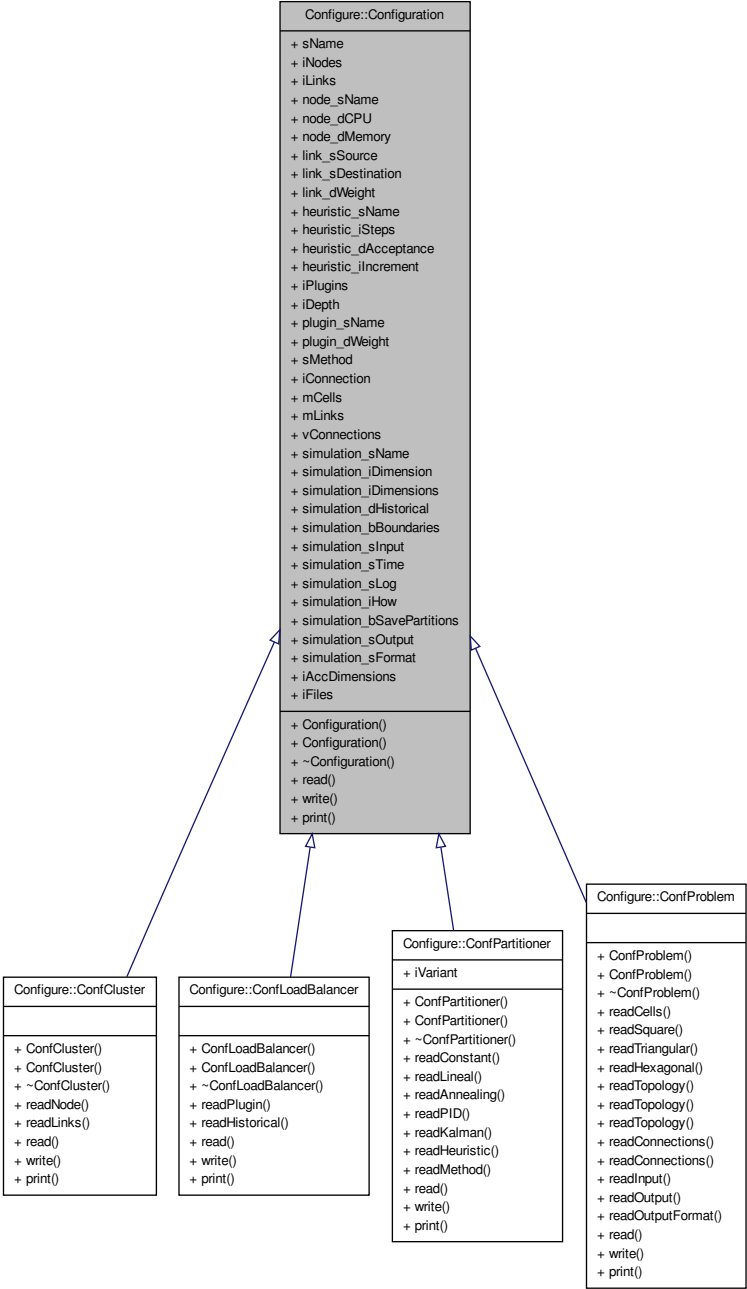 Configure::Configuration
+ sName
+ iNodes
+ iLinks
+ node_sName
+ node_dCPU
+ node_dMemory
+ link_sSource
+ link_sDestination
+ link_dWeight
+ heuristic_sName
+ heuristic_iSteps
+ heuristic_dAcceptance
+ heuristic_iIncrement
+ iPlugins
+ iDepth
+ plugin_sName
+ plugin_dWeight
+ sMethod
+ iConnection
+ mCells
+ mLinks
+ vConnections
+ simulation_sName
+ simulation_iDimension
+ simulation_iDimensions
+ simulation_dHistorical
+ simulation_bBoundaries
+ simulation_sInput
+ simulation_sTime
+ simulation_sLog
+ simulation_iHow
+ simulation_bSavePartitions
+ simulation_sOutput
+ simulation_sFormat
+ iAccDimensions
+ iFiles
+ Configuration()
+ Configuration()
+ ~Configuration()
+ read()
+ write()
+ print()
Configure::ConfCluster
+ ConfCluster()
+ ConfCluster()
+ ~ConfCluster()
+ readNode()
+ readLinks()
+ read()
+ write()
+ print()
Configure::ConfLoadBalancer
+ ConfLoadBalancer()
+ ConfLoadBalancer()
+ ~ConfLoadBalancer()
+ readPlugin()
+ readHistorical()
+ read()
+ write()
+ print()
Configure::ConfPartitioner
+ iVariant
+ ConfPartitioner()
+ ConfPartitioner()
+ ~ConfPartitioner()
+ readConstant()
+ readLineal()
+ readAnnealing()
+ readPID()
+ readKalman()
+ readHeuristic()
+ readMethod()
+ read()
+ write()
+ print()
Configure::ConfProblem
+ ConfProblem()
+ ConfProblem()
+ ~ConfProblem()
+ readCells()
+ readSquare()
+ readTriangular()
+ readHexagonal()
+ readTopology()
+ readTopology()
+ readTopology()
+ readConnections()
+ readConnections()
+ readInput()
+ readOutput()
+ readOutputFormat()
+ read()
+ write()
+ print()